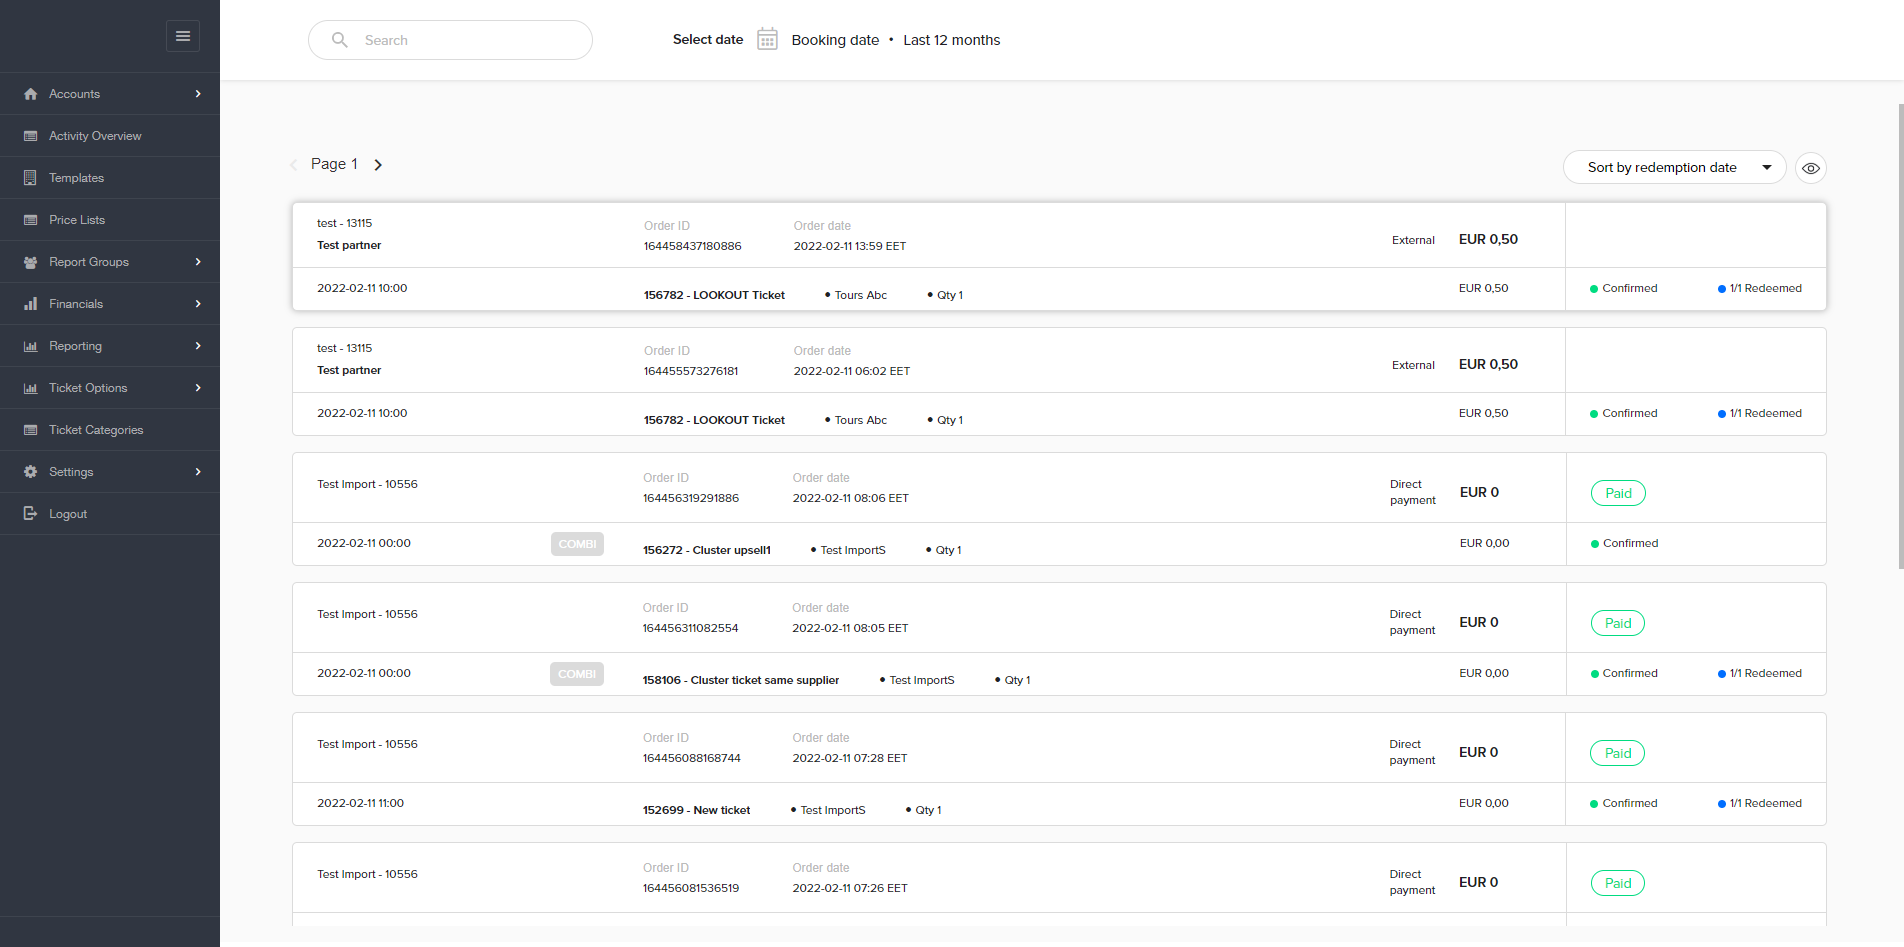 Search
Select date Booking date • Last 12 months
Accounts
Activity Overview
Templates
Price Lists
Report Groups
Financials
Reporting
Ticket Options
Ticket Categories
Settings
Logout
Page 1
Sort by redemption date
test - 13115
Test partner
Order ID
164458437180886
Order date
2022-02-11 13:59 EET
External
EUR 0,50
2022-02-11 10:00
156782 - LOOKOUT Ticket • Tours Abc • Qty 1
EUR 0,50
Confirmed
1/1 Redeemed
test - 13115
Test partner
Order ID
164455573276181
Order date
2022-02-11 06:02 EET
External
EUR 0,50
2022-02-11 10:00
156782 - LOOKOUT Ticket • Tours Abc • Qty 1
EUR 0,50
Confirmed
1/1 Redeemed
Test Import - 10556
Order ID
164456319291886
Order date
2022-02-11 08:06 EET
Direct
payment
EUR 0
Paid
2022-02-11 00:00
COMBI
156272 - Cluster upsell1 • Test ImportS • Qty 1
EUR 0,00
Confirmed
Test Import - 10556
Order ID
164456311082554
Order date
2022-02-11 08:05 EET
Direct
payment
EUR 0
Paid
2022-02-11 00:00
COMBI
158106 - Cluster ticket same supplier • Test ImportS • Qty 1
EUR 0,00
Confirmed
1/1 Redeemed
Test Import - 10556
Order ID
164456088168744
Order date
2022-02-11 07:28 EET
Direct
payment
EUR 0
Paid
2022-02-11 11:00
152699 - New ticket • Test ImportS • Qty 1
EUR 0,00
Confirmed
1/1 Redeemed
Test Import - 10556
Order ID
164456081536519
Order date
2022-02-11 07:26 EET
Direct
payment
EUR 0
Paid